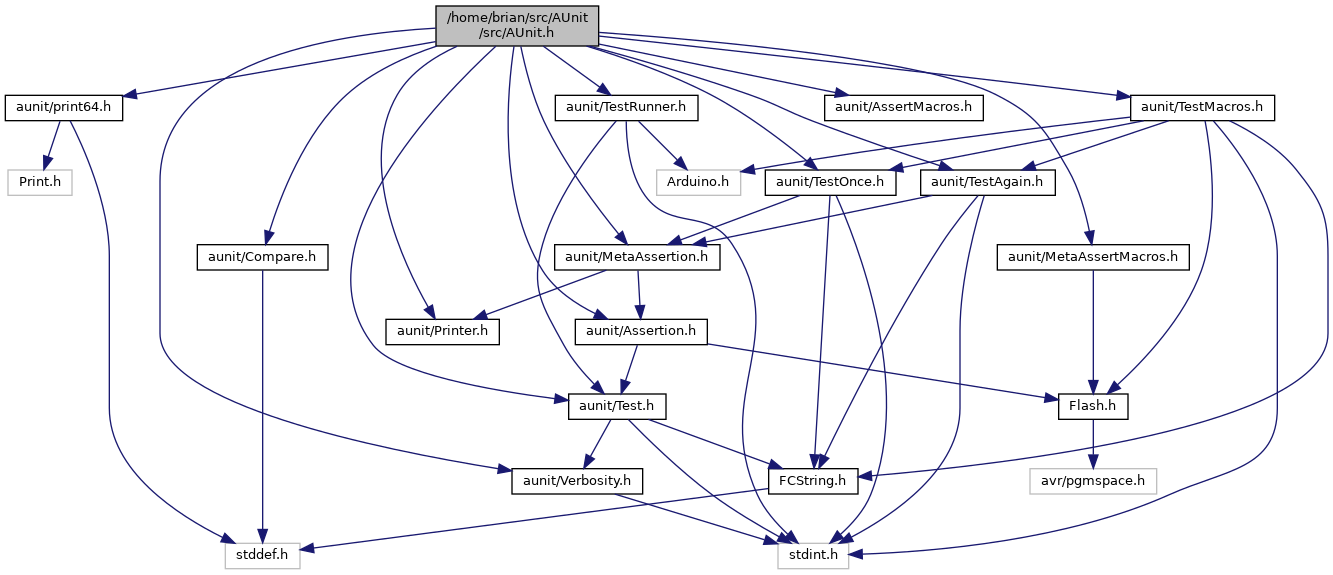 /home/brian/src/AUnit
/src/AUnit.h
aunit/print64.h
aunit/TestRunner.h
aunit/AssertMacros.h
aunit/TestMacros.h
Print.h
Arduino.h
aunit/TestOnce.h
aunit/TestAgain.h
aunit/Compare.h
aunit/MetaAssertion.h
aunit/MetaAssertMacros.h
aunit/Printer.h
aunit/Assertion.h
aunit/Test.h
Flash.h
aunit/Verbosity.h
FCString.h
avr/pgmspace.h
stddef.h
stdint.h